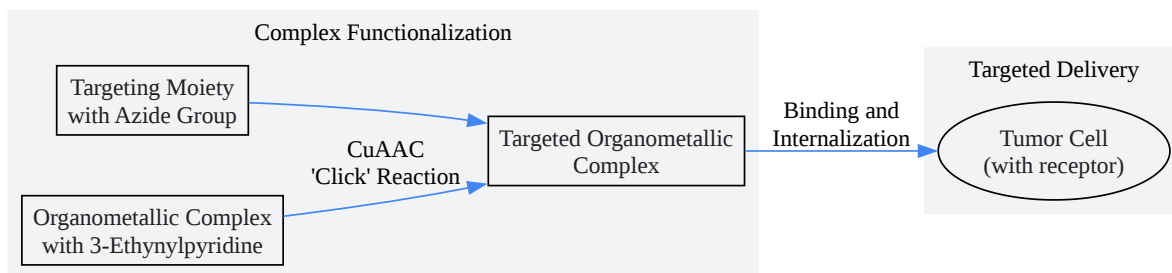 Complex Functionalization
Targeting Moiety
with Azide Group
CuAAC
'Click' Reaction
Organometallic Complex
with 3-Ethynylpyridine
Targeted Organometallic
Complex
Binding and
Internalization
Targeted Delivery
Tumor Cell
(with receptor)